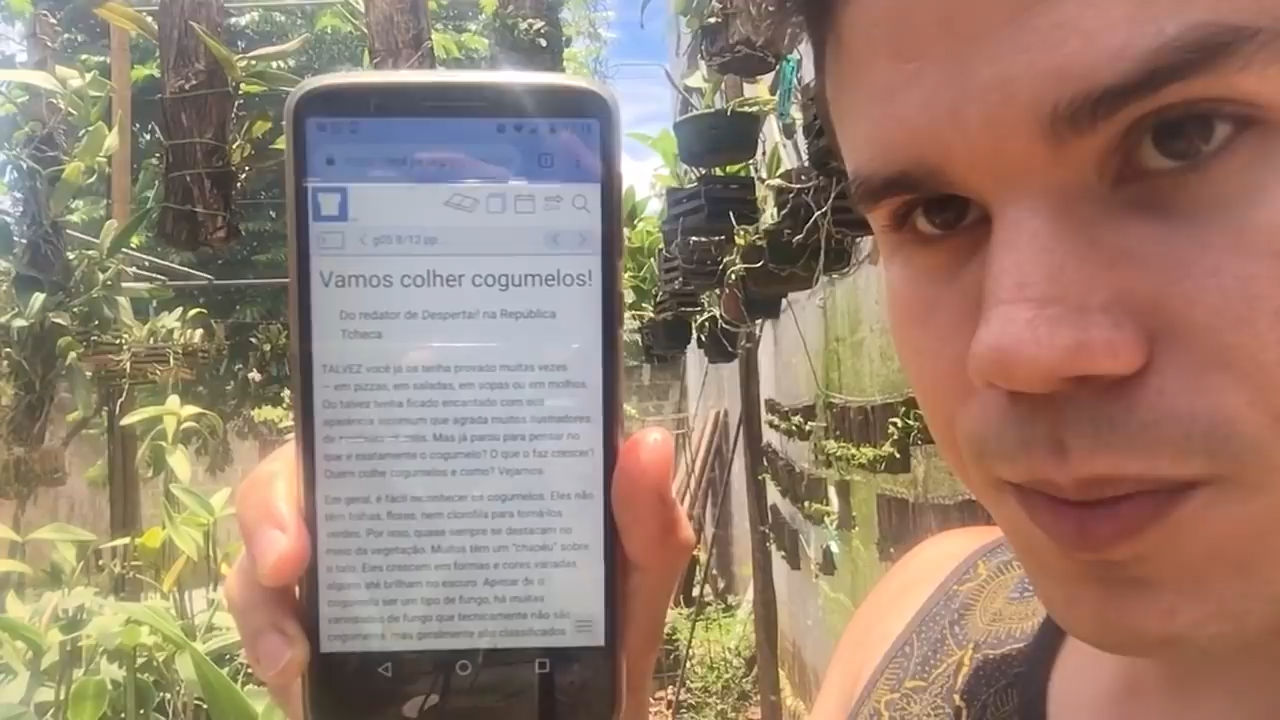 g05 8/12 pp.
Vamos colher cogumelos!
Do redator de Despertai! na República
Tcheca
TALVEZ você já os tenha provado muitas vezes
— em pizzas, em saladas, em sopas ou em molhos.
Ou talvez tenha ficado encantado com sua
aparência incomum que agrada muitos ilustradores
de Mas já parou para pensar no
que é exatamente o cogumelo? O que o faz crescer?
Quem colhe cogumelos e como? Vejamos.
Em geral, é fácil reconhecer os cogumelos. Eles não
têm folhas, flores, nem clorofila para torná-los
verdes. Por isso, quase sempre se destacam no
meio da vegetação. Muitos têm um “chapéu” sobre
o talo. Eles crescem em formas e cores variadas,
alguns até brilham no escuro. Apesar de o
cogumelo ser um tipo de fungo, há muitas
variedades de fungo que tecnicamente não são
cogumelos, mas geralmente são classificados